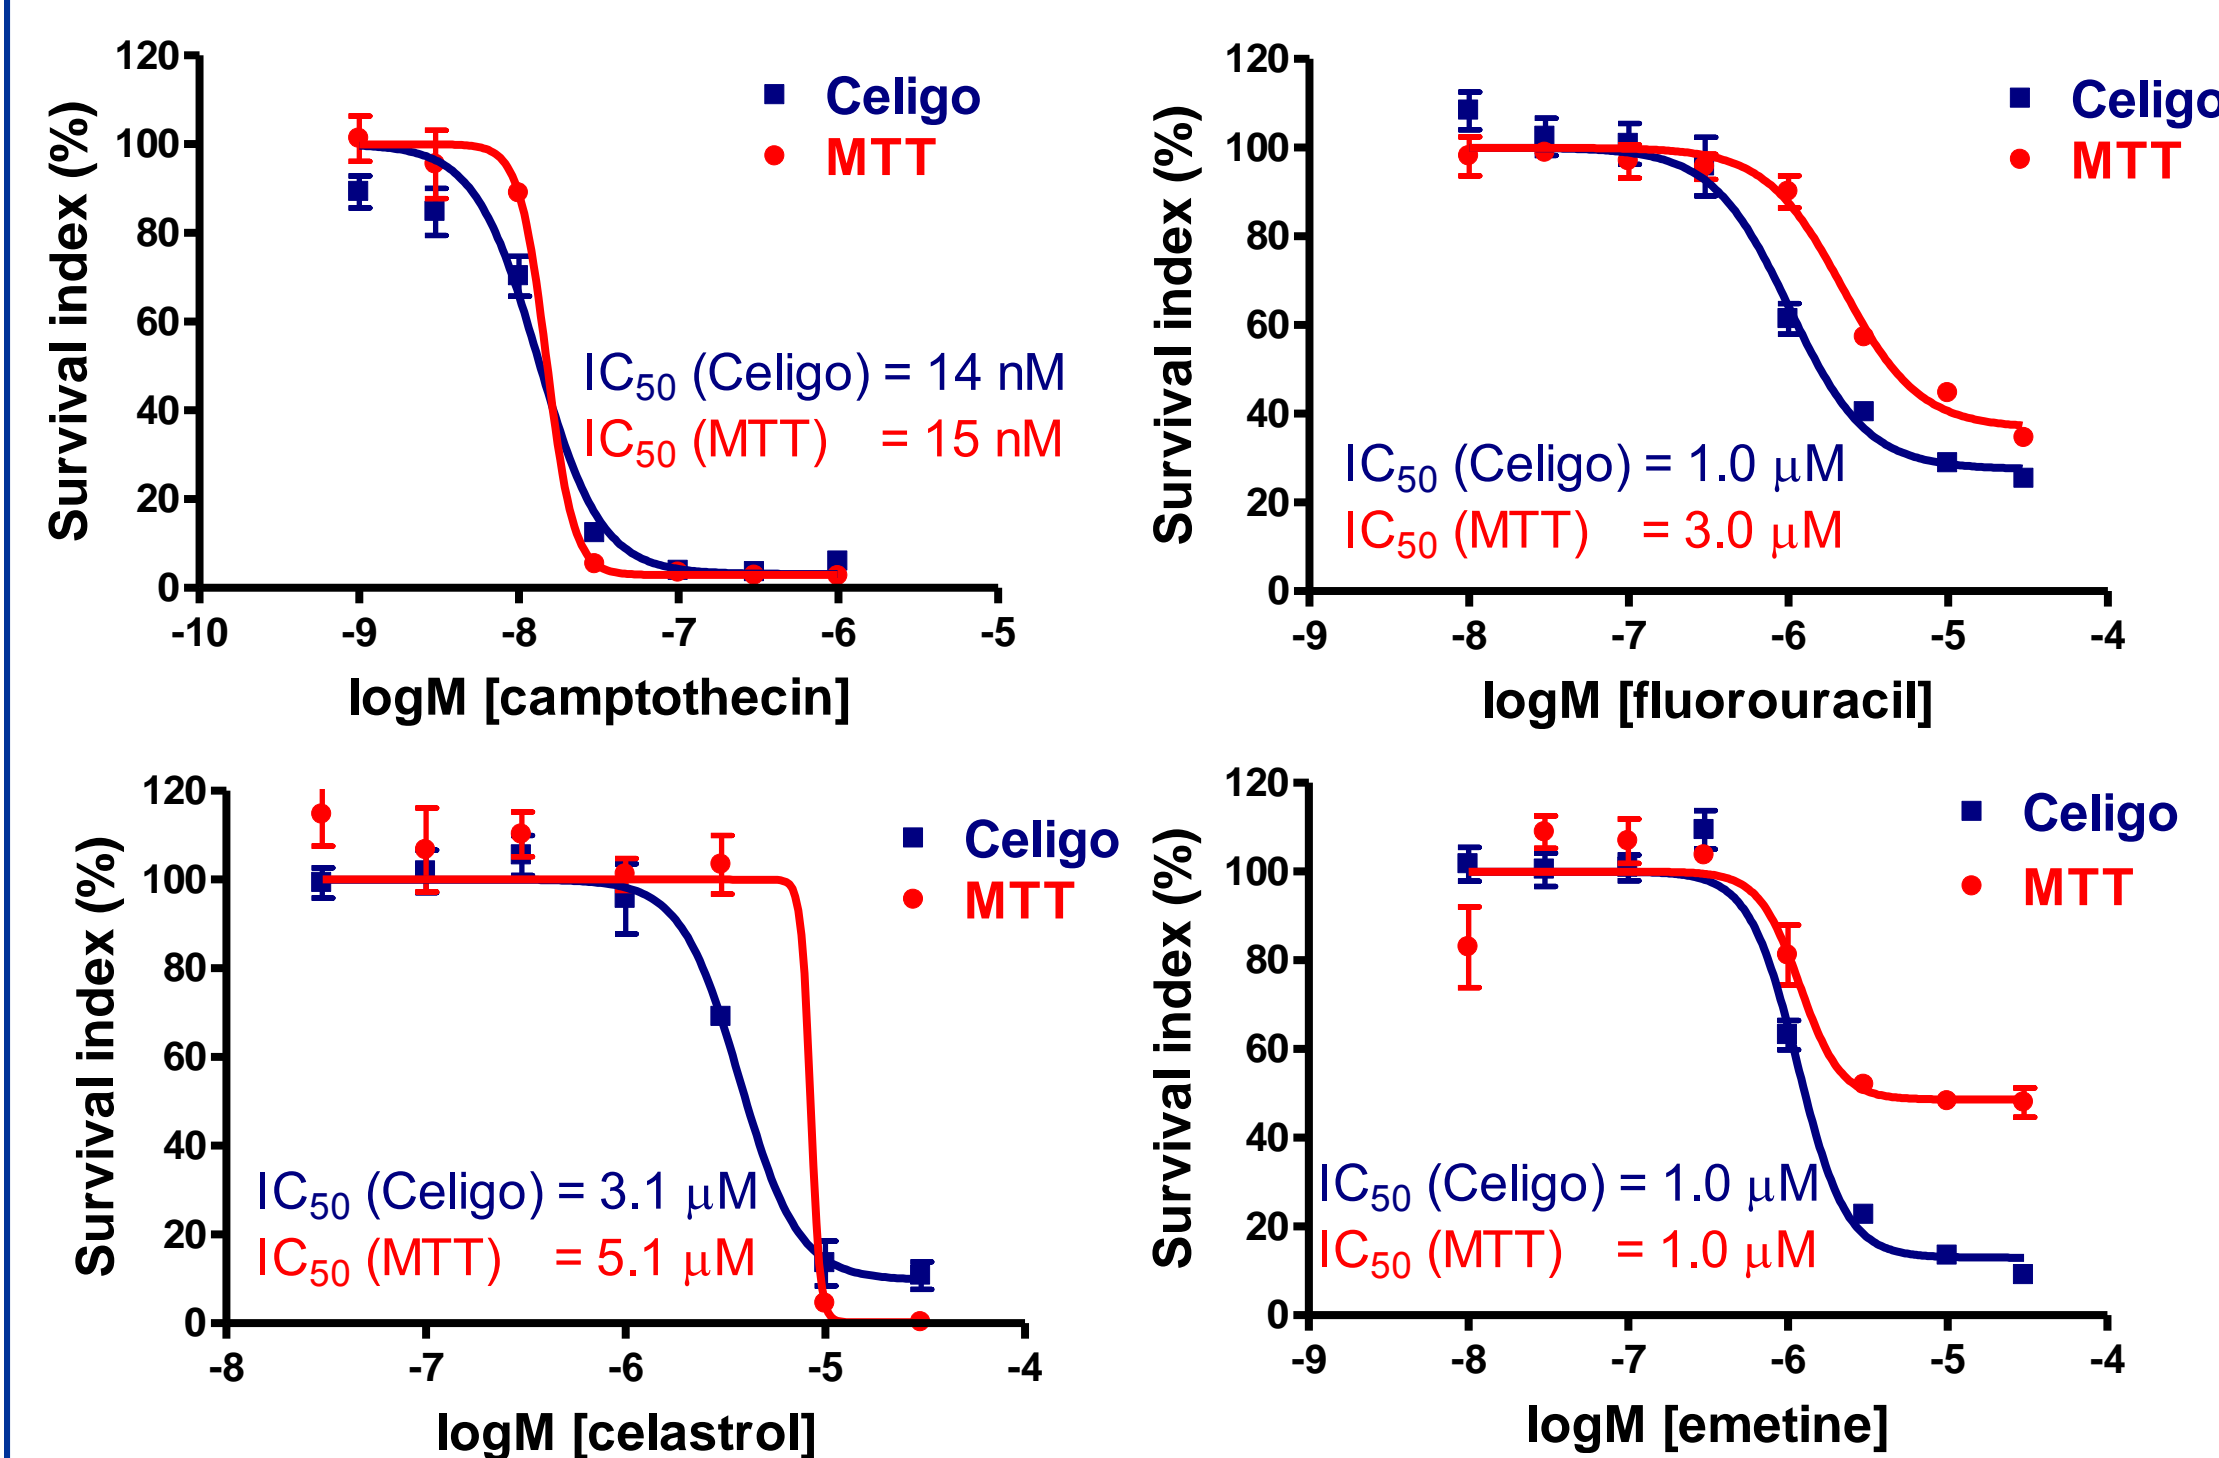 120
100
80
60
40
20
0
Survival index (%)
Celigo
MTT
IC50 (Celigo) = 14 nM
IC50 (MTT) = 15 nM
-10 -9 -8 -7 -6 -5
logM [camptothecin]
120
100
80
60
40
20
0
Survival index (%)
Celigo
MTT
IC50 (Celigo) = 1.0 μM
IC50 (MTT) = 3.0 μM
-9 -8 -7 -6 -5 -4
logM [fluorouracil]
120
100
80
60
40
20
0
Survival index (%)
Celigo
MTT
IC50 (Celigo) = 3.1 μM
IC50 (MTT) = 5.1 μM
-8 -7 -6 -5 -4
logM [celastrol]
120
100
80
60
40
20
0
Survival index (%)
Celigo
MTT
IC50 (Celigo) = 1.0 μM
IC50 (MTT) = 1.0 μM
-9 -8 -7 -6 -5 -4
logM [emetine]